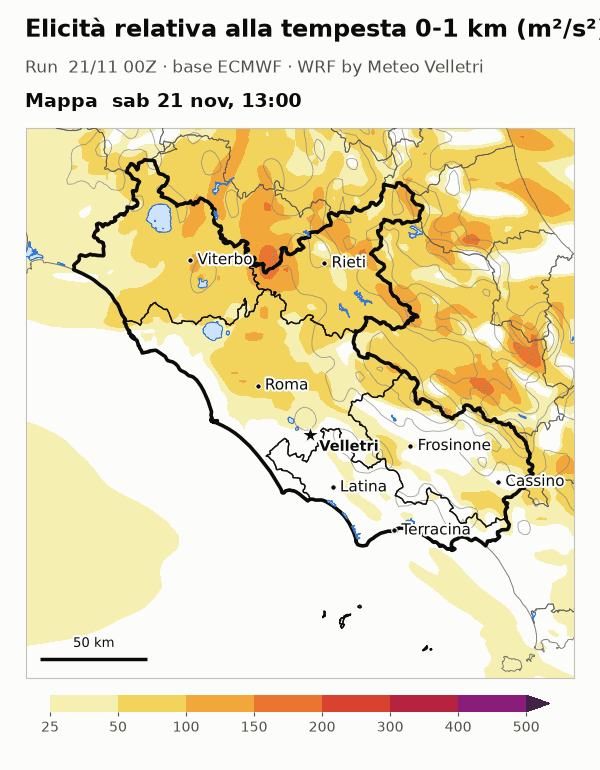 Elicità relativa alla tempesta 0-1 km (m²/s²)
Run  21/11 00Z · base ECMWF · WRF by Meteo Velletri
Mappa  sab 21 nov, 13:00
Viterbo
Rieti
Roma
Velletri
Frosinone
Cassino
Latina
Terracina
50 km
25 50 100 150 200 300 400 500